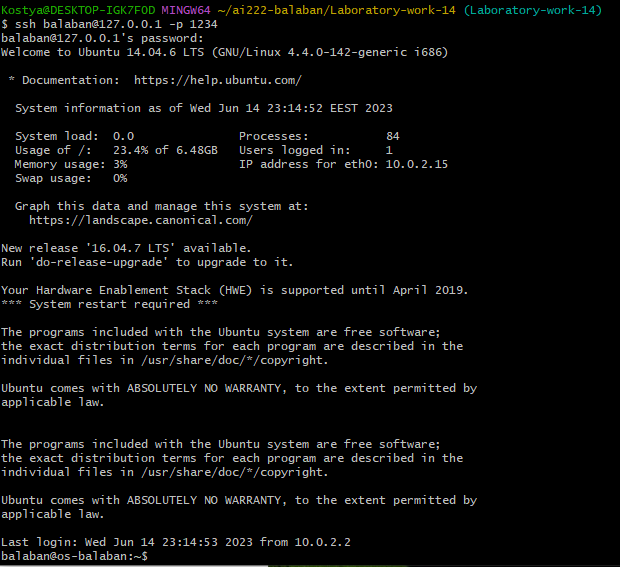 Kostya@DESKTOP-IGK7FOD MINGW64 ~/ai222-balaban/Laboratory-work-14 (Laboratory-work-14)
$ ssh balaban@127.0.0.1 -p 1234
balaban@127.0.0.1's password:
Welcome to Ubuntu 14.04.6 LTS (GNU/Linux 4.4.0-142-generic i686)

 * Documentation:  https://help.ubuntu.com/

  System information as of Wed Jun 14 23:14:52 EEST 2023

  System load:  0.0               Processes:           84
  Usage of /:   23.4% of 6.48GB   Users logged in:     1
  Memory usage: 3%                IP address for eth0: 10.0.2.15
  Swap usage:   0%

  Graph this data and manage this system at:
    https://landscape.canonical.com/

New release '16.04.7 LTS' available.
Run 'do-release-upgrade' to upgrade to it.

Your Hardware Enablement Stack (HWE) is supported until April 2019.
*** System restart required ***

The programs included with the Ubuntu system are free software;
the exact distribution terms for each program are described in the
individual files in /usr/share/doc/*/copyright.

Ubuntu comes with ABSOLUTELY NO WARRANTY, to the extent permitted by
applicable law.


The programs included with the Ubuntu system are free software;
the exact distribution terms for each program are described in the
individual files in /usr/share/doc/*/copyright.

Ubuntu comes with ABSOLUTELY NO WARRANTY, to the extent permitted by
applicable law.

Last login: Wed Jun 14 23:14:53 2023 from 10.0.2.2
balaban@os-balaban:~$